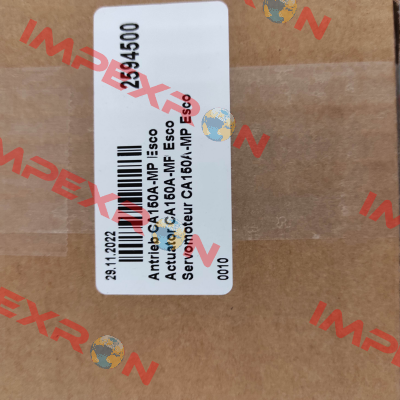 2594500
29.11.2022
Antrieb CA150A-MP Esco
Actuator CA150A-MP Esco
Servomoteur CA150A-MP Esco
0010
IMPEXRON
IMPEXRON
IMPEXRON
IMPEXRON
IMPEXRON